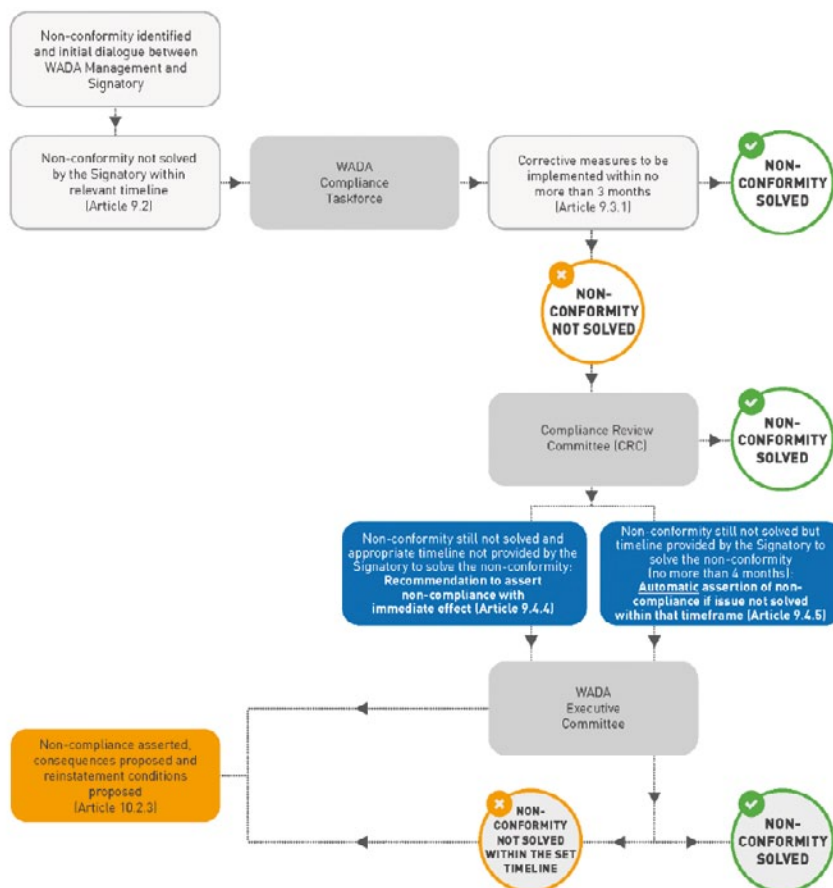 Non-conformity identified
and initial dialogue between
WADA Management and
Signatory
Non-conformity not solved
by the Signatory within
relevant timeline
(Article 9.2)
WADA
Compliance
Taskforce
Corrective measures to be
implemented within no
more than 3 months
(Article 9.3.1)
NON-
CONFORMITY
SOLVED
NON-
CONFORMITY
NOT SOLVED
Compliance Review
Committee (CRC)
NON-
CONFORMITY
SOLVED
Non-conformity still not solved and
appropriate timeline not provided by the
Signatory to solve the non-conformity:
Recommendation to assert
non-compliance with
immediate effect (Article 9.4.4)
Non-conformity still not solved but
timeline provided by the Signatory to
solve the non-conformity
(no more than 4 months):
Automatic assertion of non-
compliance if issue not solved
within that timeframe (Article 9.4.5)
WADA
Executive
Committee
Non-compliance asserted,
consequences proposed and
reinstatement conditions
proposed
(Article 10.2.3)
NON-
CONFORMITY
NOT SOLVED
WITHIN THE SET
TIMELINE
NON-
CONFORMITY
SOLVED